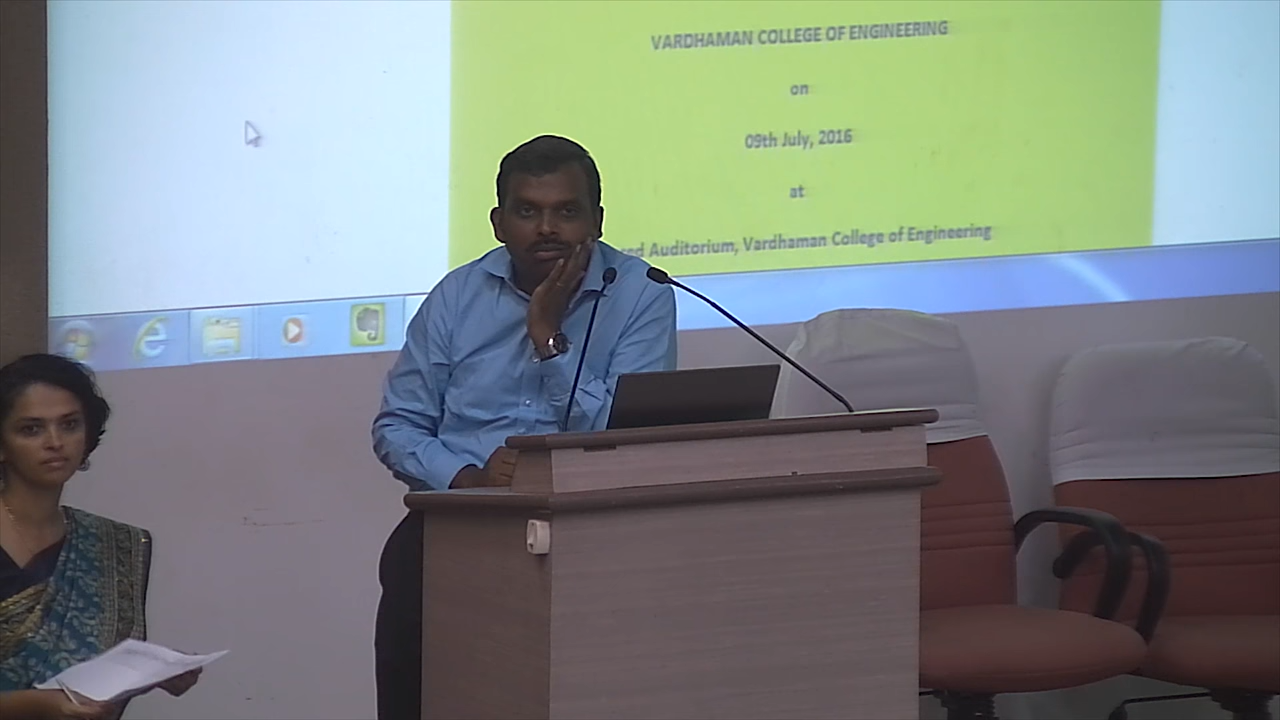 VARDHAMAN COLLEGE OF ENGINEERING
on
09th July, 2016
at
Auditorium, Vardhaman College of Engineering